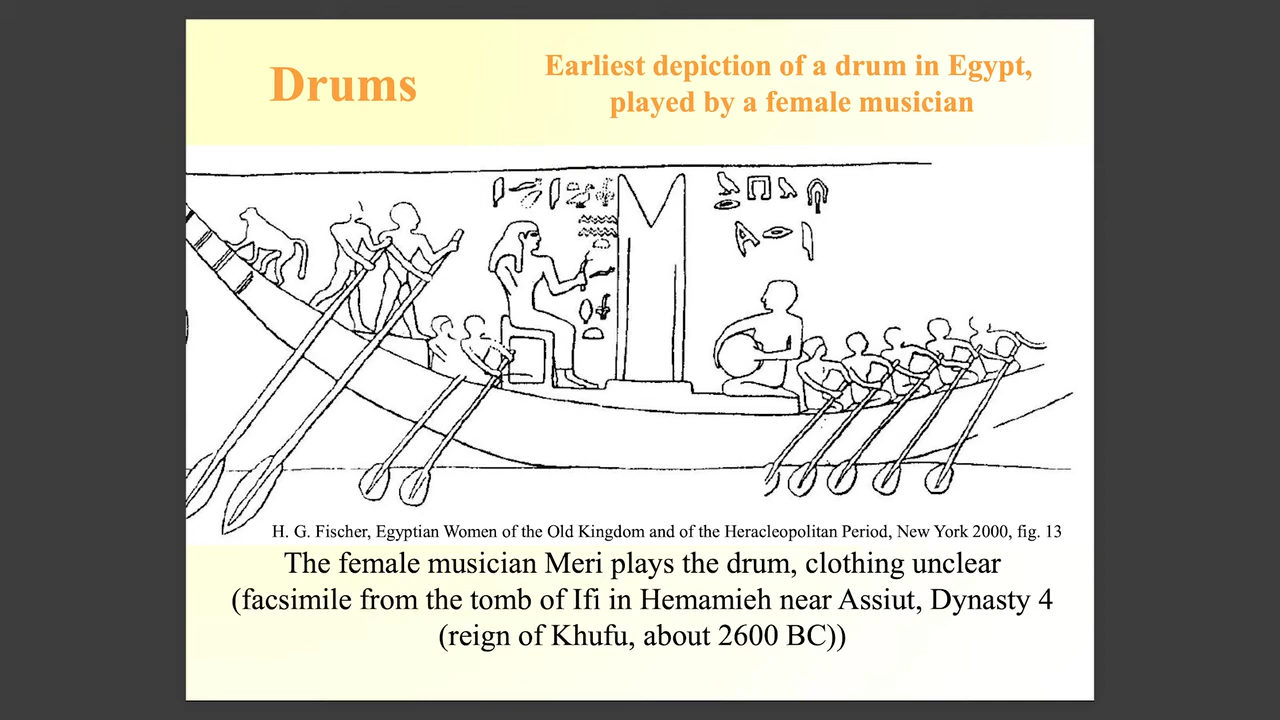 Drums
Earliest depiction of a drum in Egypt,
played by a female musician
H. G. Fischer, Egyptian Women of the Old Kingdom and of the Heracleopolitan Period, New York 2000, fig. 13
The female musician Meri plays the drum, clothing unclear
(facsimile from the tomb of Ifi in Hemamieh near Assiut, Dynasty 4
(reign of Khufu, about 2600 BC))